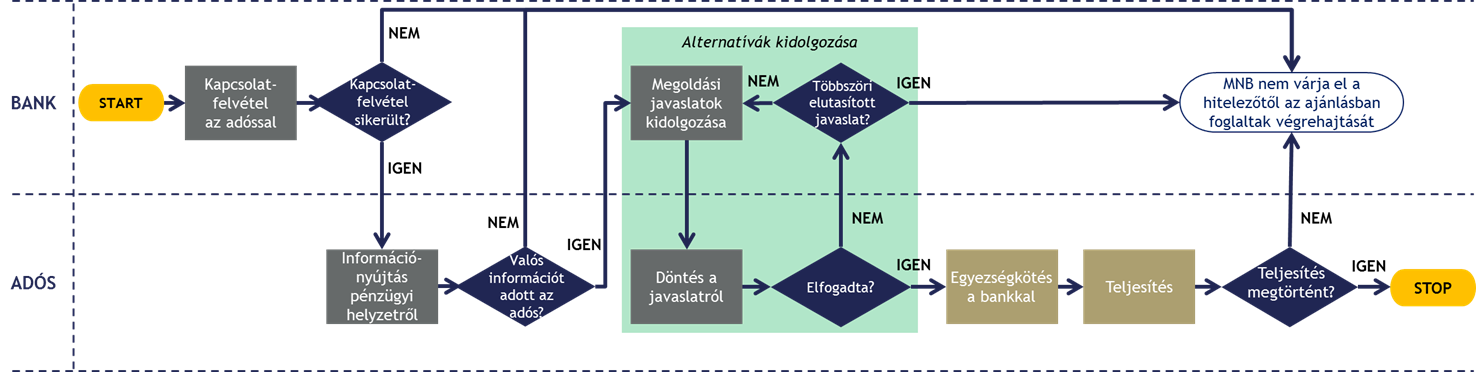 BANK
START
Kapcsolat-
felvétel
az adóssal
Kapcsolat-
felvétel
sikerült?
NEM
IGEN
Alternatívák kidolgozása
Megoldási
javaslatok
kidolgozása
NEM
Többszöri
elutasított
javaslat?
IGEN
MNB nem várja el a
hitelezőtől az ajánlásban
foglaltak végrehajtását
ADÓS
Információ-
nyújtás
pénzügyi
helyzetről
NEM
Valós
információt
adott az
adós?
IGEN
Döntés a
javaslatról
NEM
Elfogadta?
IGEN
Egyezségkötés
a bankkal
Teljesítés
NEM
Teljesítés
megtörtént?
IGEN
STOP